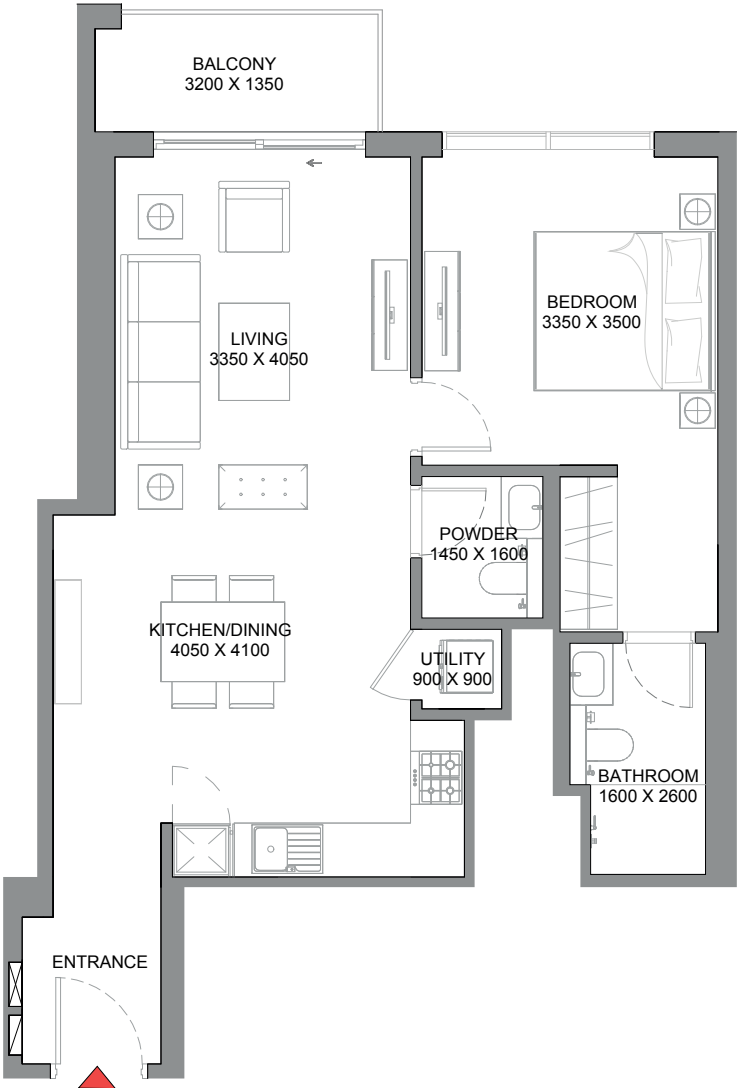 BALCONY
3200 X 1350
LIVING
3350 X 4050
BEDROOM
3350 X 3500
POWDER
1450 X 1600
KITCHEN/DINING
4050 X 4100
UTILITY
900 X 900
BATHROOM
1600 X 2600
ENTRANCE